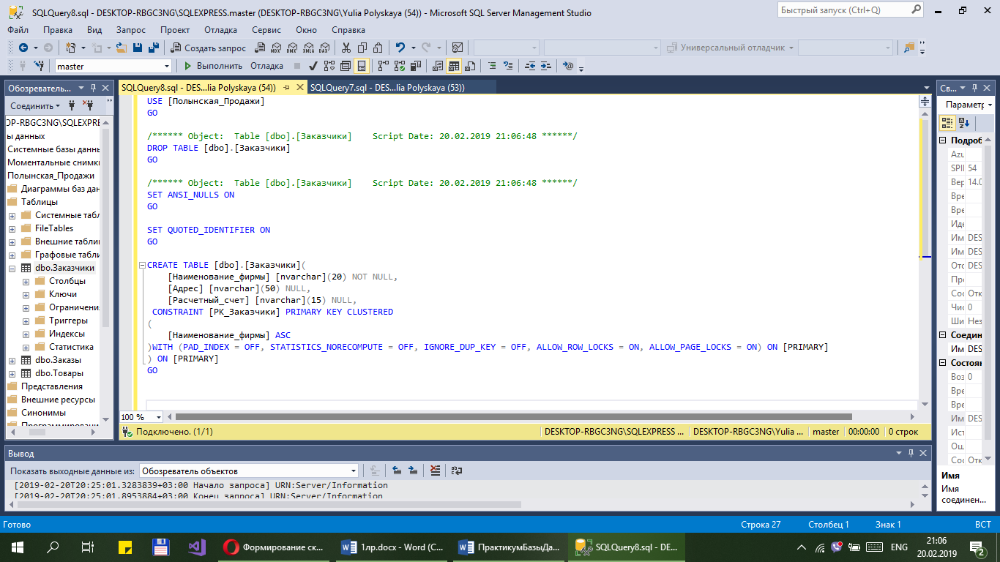 SQLQuery8.sql - DESKTOP-RBGC3NG\SQLEXPRESS.master (DESKTOP-RBGC3NG\Yulia Polyskaya (54)) - Microsoft SQL Server Management Studio
Быстрый запуск (Ctrl+Q)
Файл Правка Вид Запрос Проект Отладка Сервис Окно Справка
Создать запрос
MDX DMX XMLA DAX
Универсальный отладчик
master
Выполнить Отладка
Обозреватель...
Соединить
ОР-RBGC3NG\SQLEXPRE
ы данных
Системные базы дань
Моментальные снимки
Полынская_Продажи
Диаграммы баз дан
Таблицы
Системные табл
FileTables
Внешние таблиц
Графовые табли
dbo.Заказчики
Столбцы
Ключи
Ограничени
Триггеры
Индексы
Статистика
dbo.Заказы
dbo.Товары
Представления
Внешние ресурсы
Синонимы
Программировани
SQLQuery8.sql - DES...lia Polyskaya (54))
SQLQuery7.sql - DES...lia Polyskaya (53))
USE [Полынская_Продажи]
GO
/****** Object:  Table [dbo].[Заказчики]    Script Date: 20.02.2019 21:06:48 ******/
DROP TABLE [dbo].[Заказчики]
GO
/****** Object:  Table [dbo].[Заказчики]    Script Date: 20.02.2019 21:06:48 ******/
SET ANSI_NULLS ON
GO
SET QUOTED_IDENTIFIER ON
GO
CREATE TABLE [dbo].[Заказчики](
[Наименование_фирмы] [nvarchar](20) NOT NULL,
[Адрес] [nvarchar](50) NULL,
[Расчетный_счет] [nvarchar](15) NULL,
CONSTRAINT [PK_Заказчики] PRIMARY KEY CLUSTERED
(
[Наименование_фирмы] ASC
)WITH (PAD_INDEX = OFF, STATISTICS_NORECOMPUTE = OFF, IGNORE_DUP_KEY = OFF, ALLOW_ROW_LOCKS = ON, ALLOW_PAGE_LOCKS = ON) ON [PRIMARY]
) ON [PRIMARY]
GO
100 %
Подключено. (1/1)
DESKTOP-RBGC3NG\SQLEXPRESS ...
DESKTOP-RBGC3NG\Yulia ...
master
00:00:00
0 строк
Св...
Параметр
Подроб
Azu
SPI 54
Вер 14.0
Вре
Вре
Иде
Им DES
Им DES
Отс DES
Про
Сос Отк
Чис 0
Ши Нез
Соедин
Им DES
Состоя
Воз 0
Вре
Вре
Им DES
Ист
Ош
Сос Отк
Имя
Имя
соединен...
Вывод
Показать выходные данные из: Обозреватель объектов
[2019-02-20T20:25:01.3283839+03:00 Начало запроса] URN:Server/Information
[2019-02-20T20:25:01.8953884+03:00 Конец запроса] URN:Server/Information
Готово
Строка 27
Столбец 1
Знак 1
ВСТ
Формирование ск...
1лр.docx - Word (С...
ПрактикумБазыДа...
SQLQuery8.sql - DE...
ENG
21:06
20.02.2019
2